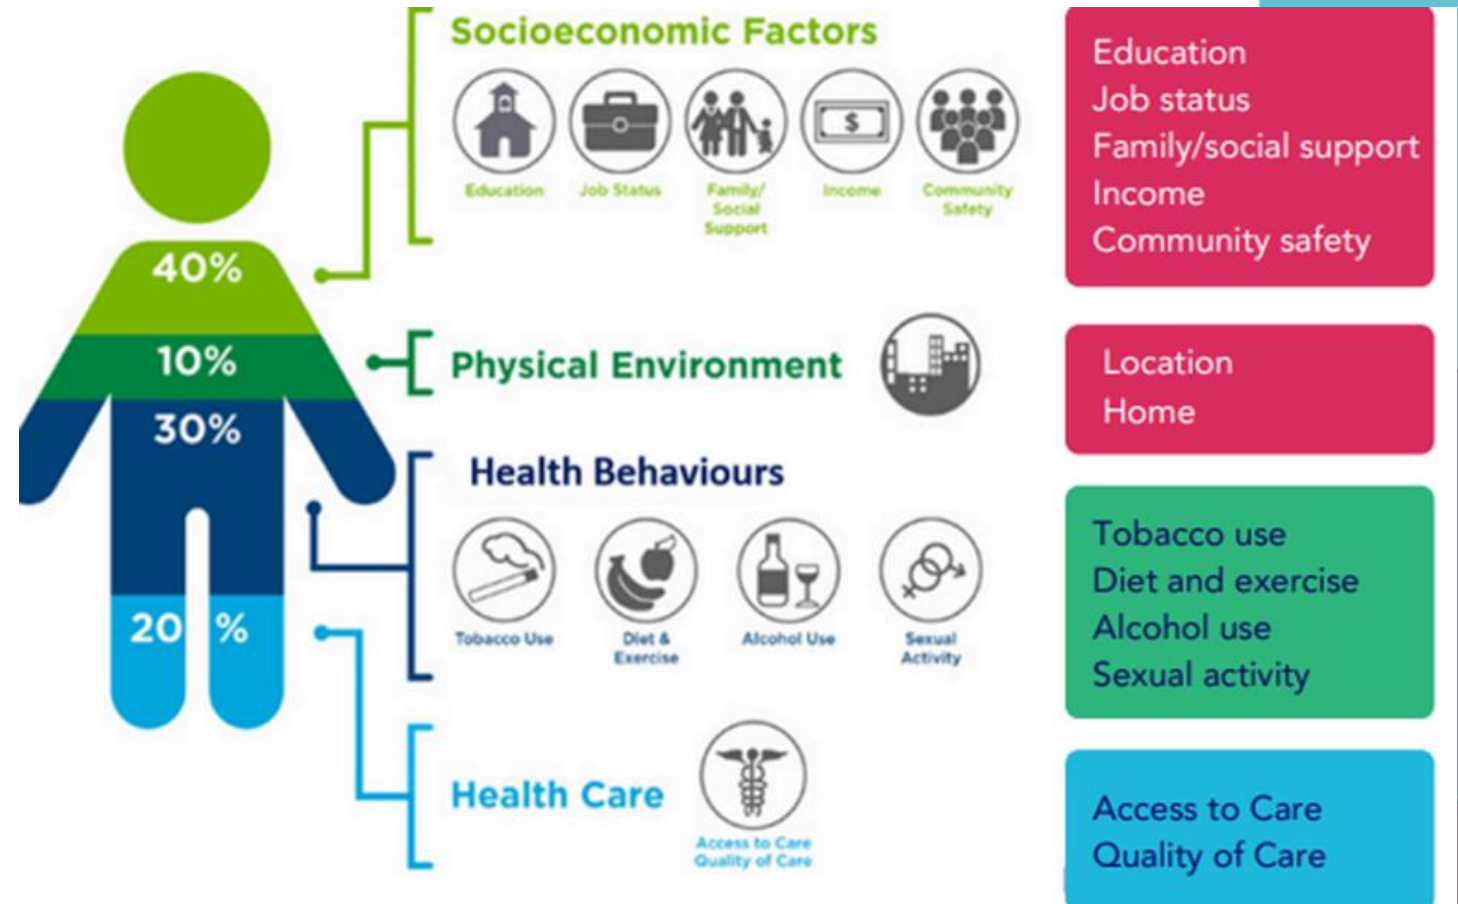 Socioeconomic Factors
Education
Job Status
Family/
Social
Support
$
Income
Community
Safety
40%
10%
Physical Environment
30%
Health Behaviours
Tobacco Use
Diet &
Exercise
Alcohol Use
Sexual
Activity
20 %
Health Care
Access to Care
Quality of Care
Education
Job status
Family/social support
Income
Community safety
Location
Home
Tobacco use
Diet and exercise
Alcohol use
Sexual activity
Access to Care
Quality of Care